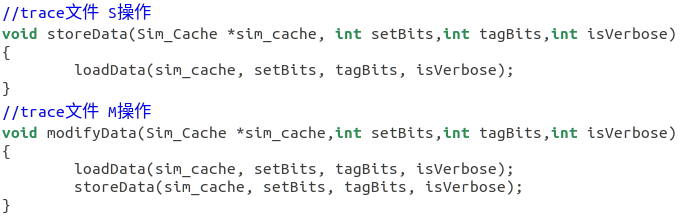 //trace文件 S操作
void storeData(Sim_Cache *sim_cache, int setBits,int tagBits,int isVerbose)
{
        loadData(sim_cache, setBits, tagBits, isVerbose);
}
//trace文件 M操作
void modifyData(Sim_Cache *sim_cache,int setBits,int tagBits,int isVerbose)
{
        loadData(sim_cache, setBits, tagBits, isVerbose);
        storeData(sim_cache, setBits, tagBits, isVerbose);
}